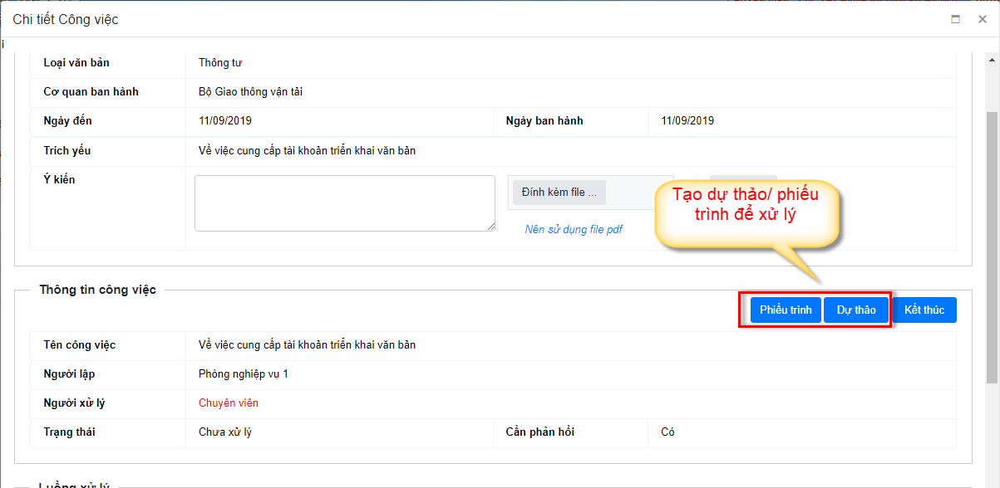 Chi tiết Công việc
i
Loại văn bản Thông tư
Cơ quan ban hành Bộ Giao thông vận tải
Ngày đến 11/09/2019 Ngày ban hành 11/09/2019
Trích yếu Về việc cung cấp tài khoản triển khai văn bản
Ý kiến
Đính kèm file ...
Nên sử dụng file pdf
Tạo dự thảo/ phiếu
trình để xử lý
Thông tin công việc
Phiếu trình Dự thảo Kết thúc
Tên công việc Về việc cung cấp tài khoản triển khai văn bản
Người lập Phòng nghiệp vụ 1
Người xử lý Chuyên viên
Trạng thái Chưa xử lý Cần phản hồi Có
Luồng xử lý